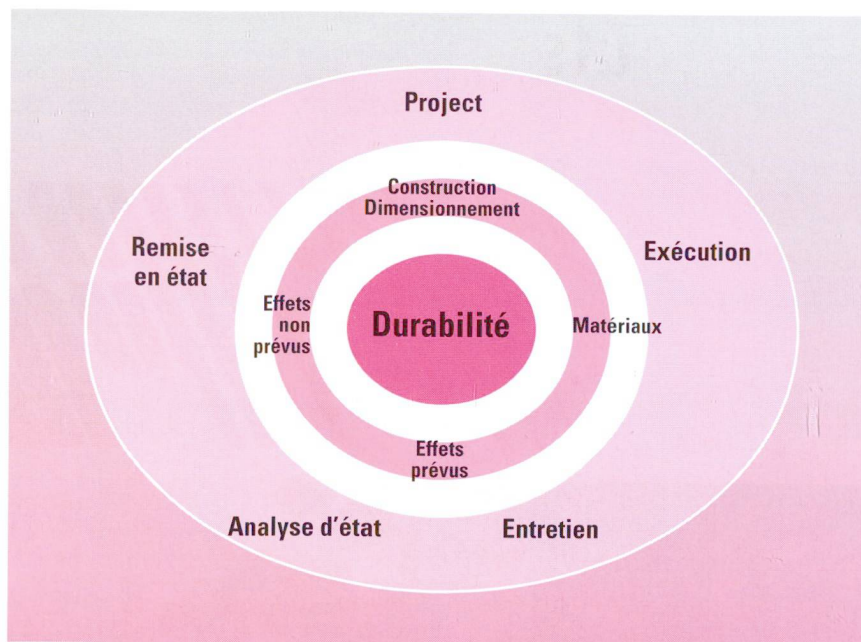 Project
Construction
Dimensionnement
Remise
en état
Exécution
Effets
non
prévus
Durabilité
Matériaux
Effets
prévus
Analyse d'état
Entretien